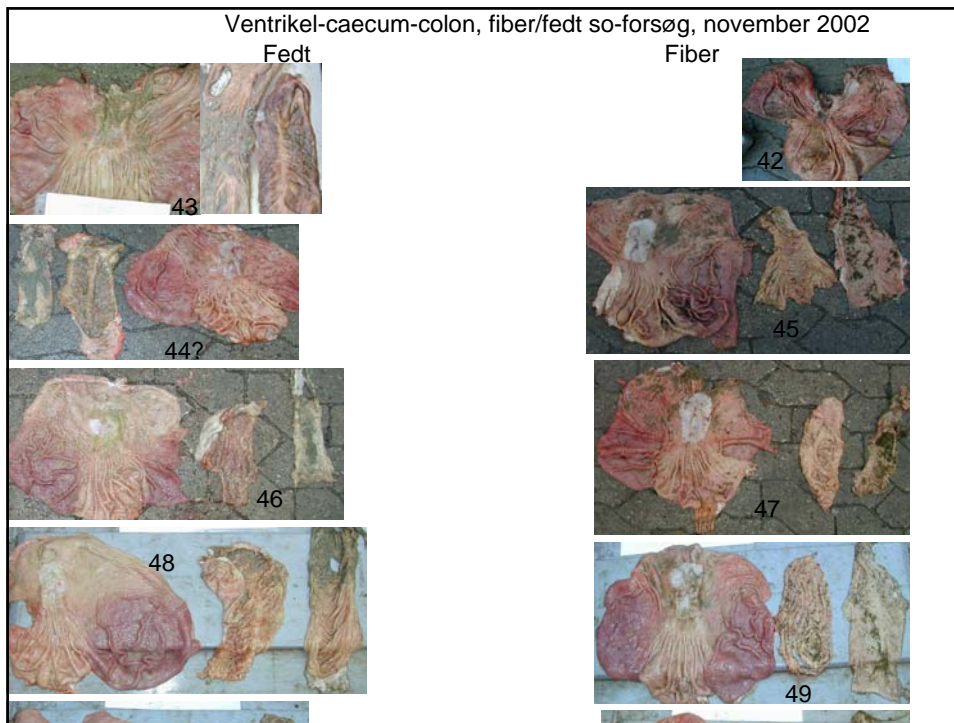 Ventrikel-caecum-colon, fiber/fedt so-forsøg, november 2002
Fedt
Fiber
42
43
45
44?
46
47
48
49